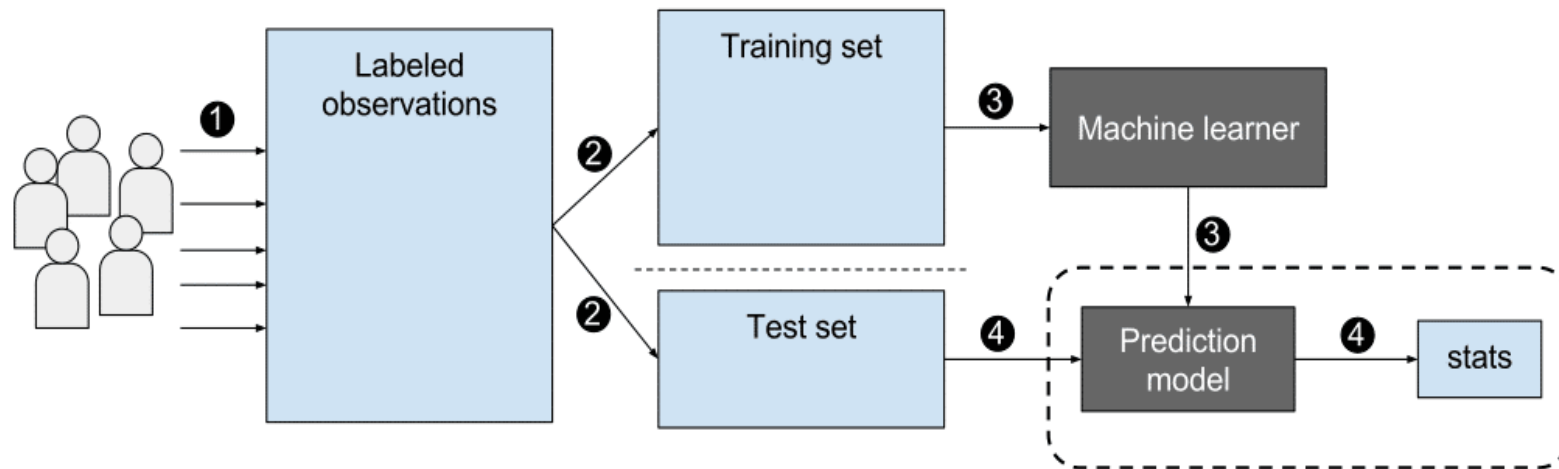 1
Labeled
observations
2
2
Training set
Test set
3
Machine learner
3
4
Prediction
model
4
stats